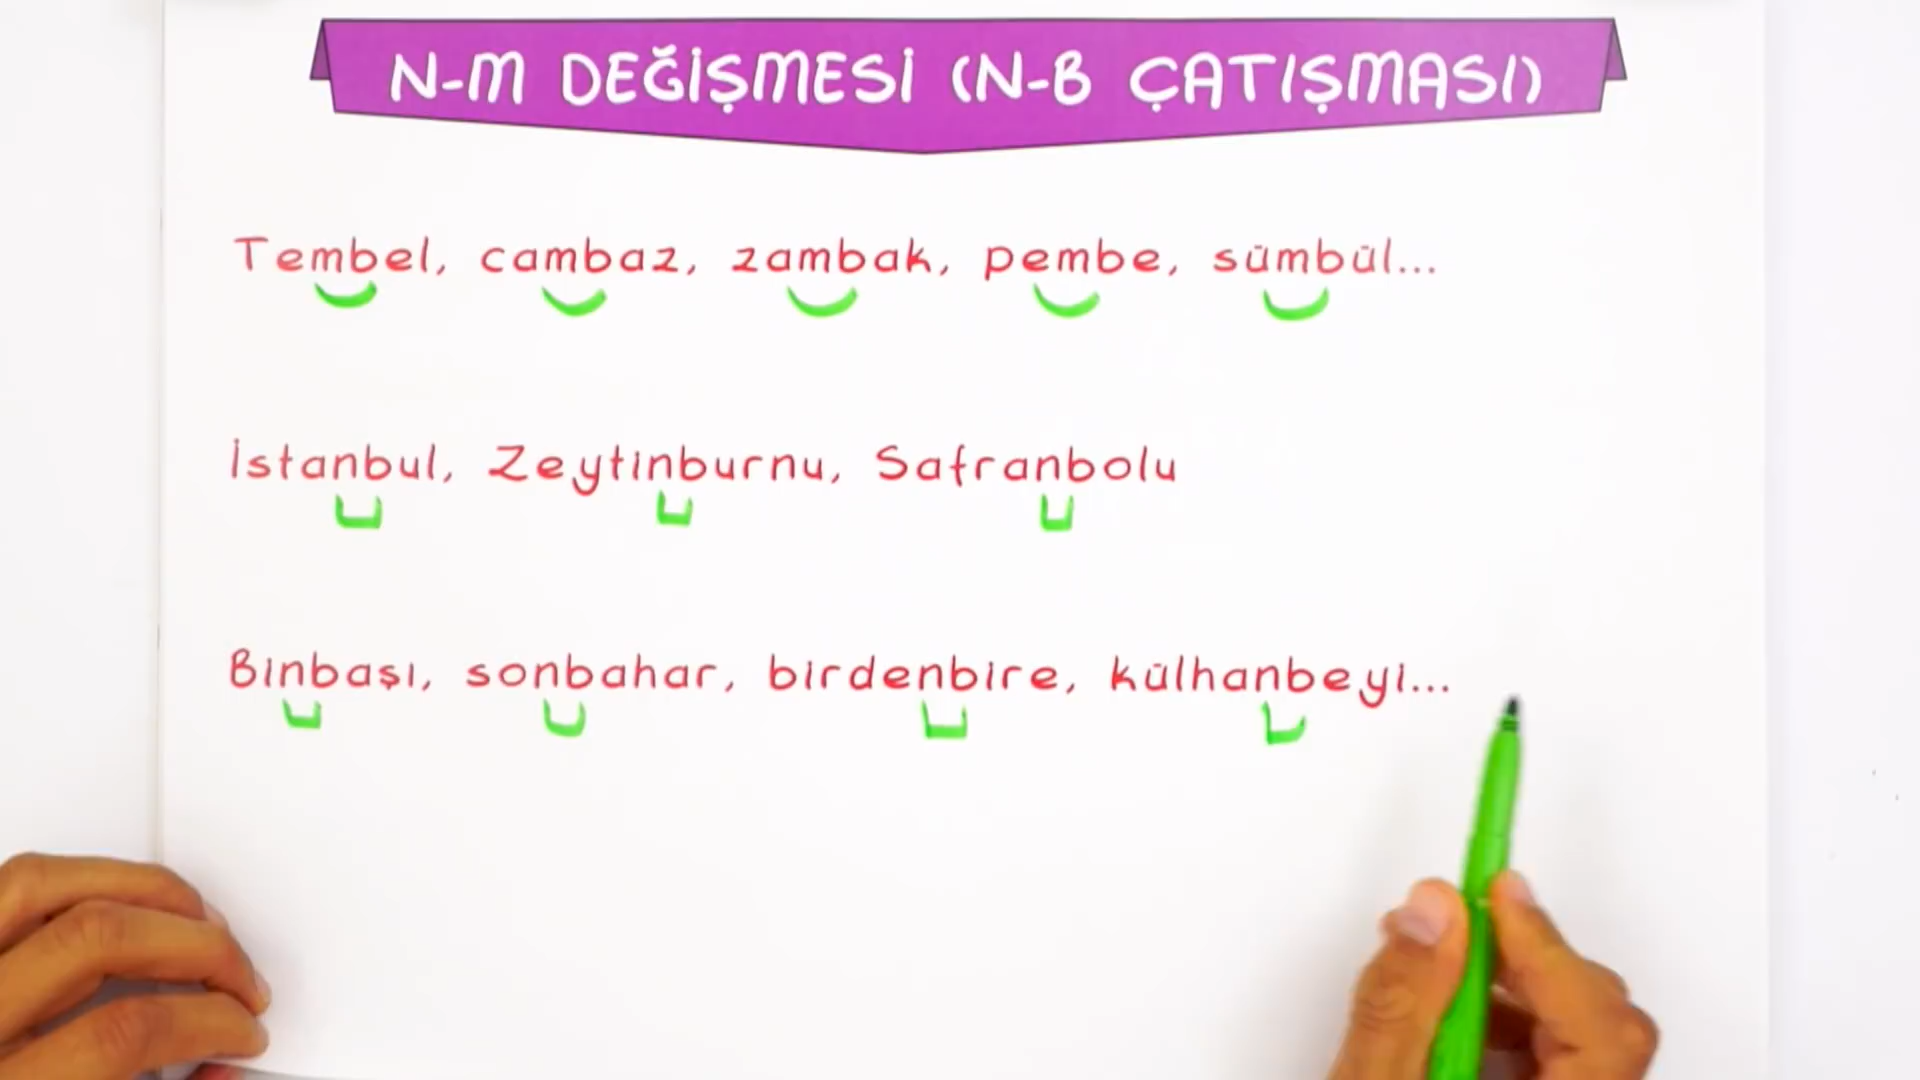 N-M DEĞİŞMESİ (N-B ÇATIŞMASI)
Tembel, cambaz, zambak, pembe, sümbül...
İstanbul, Zeytinburnu, Safranbolu
Binbaşı, sonbahar, birdenbire, külhanbeyi...